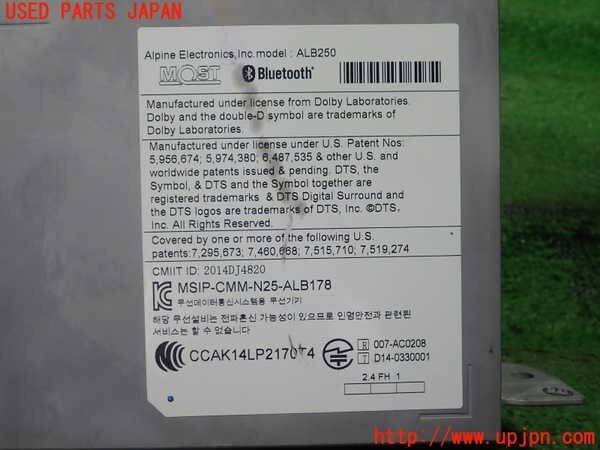 USED PARTS JAPAN
Alpine Electronics,Inc.model : ALB250
MOST Bluetooth®
Manufactured under license from Dolby Laboratories.
Dolby and the double-D symbol are trademarks of
Dolby Laboratories.
Manufactured under license under U.S. Patent Nos:
5,956,674; 5,974,380; 6,487,535 & other U.S. and
worldwide patents issued & pending. DTS, the
Symbol, & DTS and the Symbol together are
registered trademarks & DTS Digital Surround and
the DTS logos are trademarks of DTS, Inc. ©DTS,
Inc. All Rights Reserved.
Covered by one or more of the following U.S.
patents:7,295,673; 7,460,668; 7,515,710; 7,519,274
CMIIT ID: 2014DJ4820
MSIP-CMM-N25-ALB178
무선데이터통신시스템용 무선기기
해당 무선설비는 전파혼신 가능성이 있으므로 인명안전과 관련된
서비스는 할 수 없습니다.
R 007-AC0208
CCAK14LP2170T4
T D14-0330001
2.4 FH 1
http://www.upjpn.com/